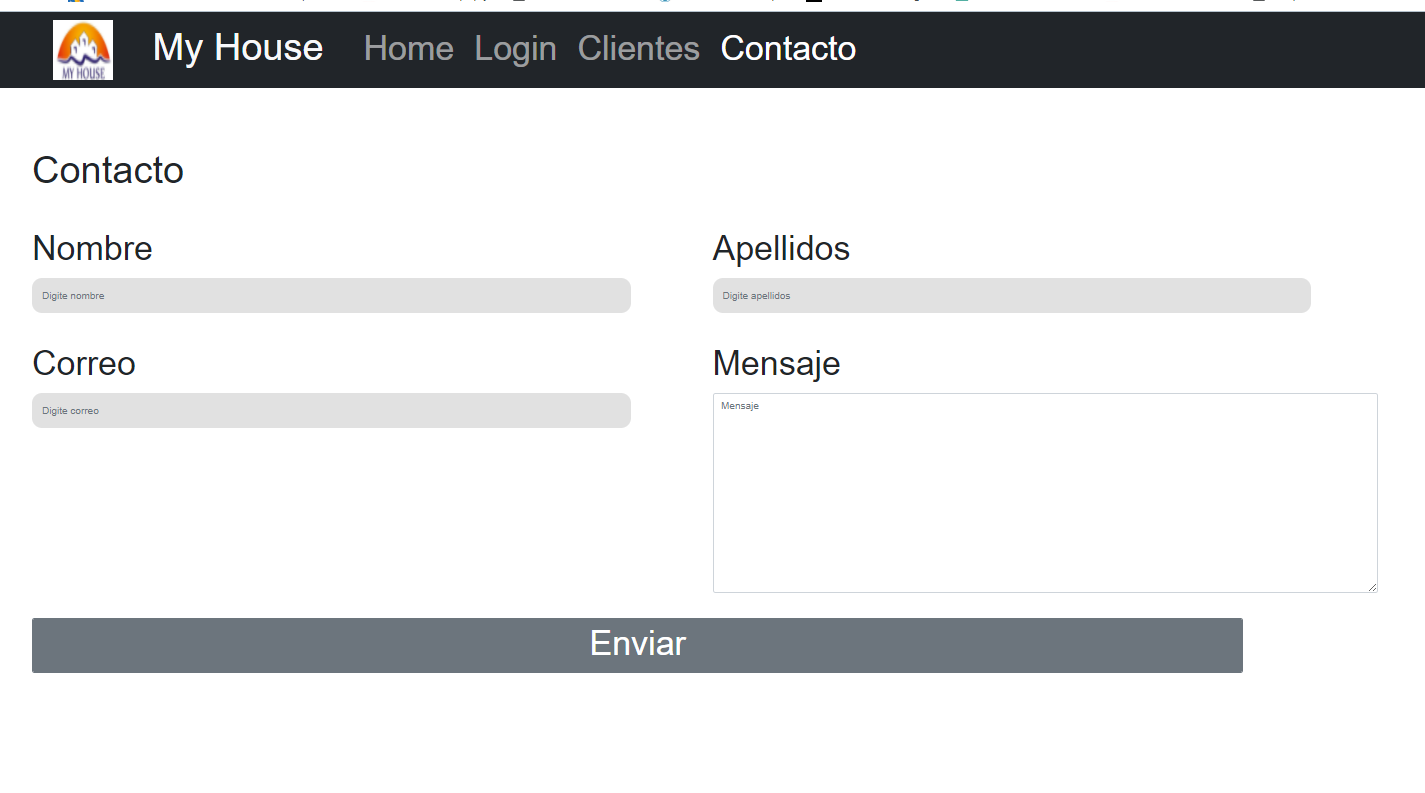 MY HOUSE
My House Home Login Clientes Contacto
Contacto
Nombre Apellidos
Digite nombre Digite apellidos
Correo Mensaje
Digite correo Mensaje
Enviar